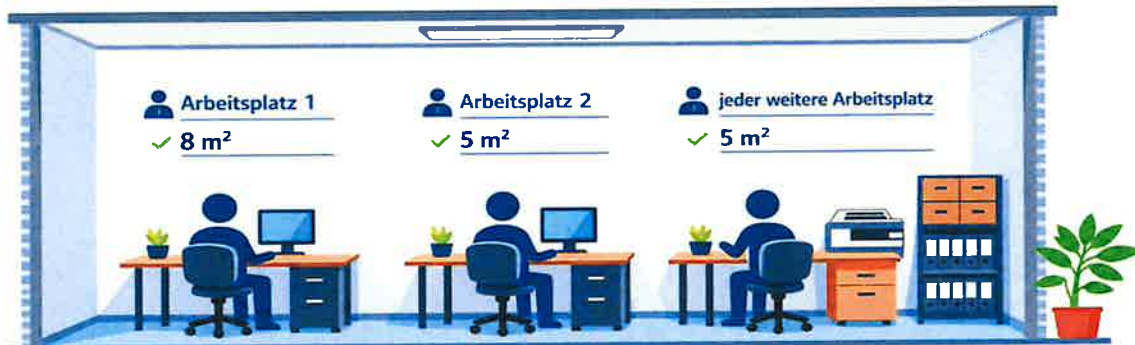 Arbeitsplatz 1
8 m²
Arbeitsplatz 2
5 m²
jeder weitere Arbeitsplatz
5 m²